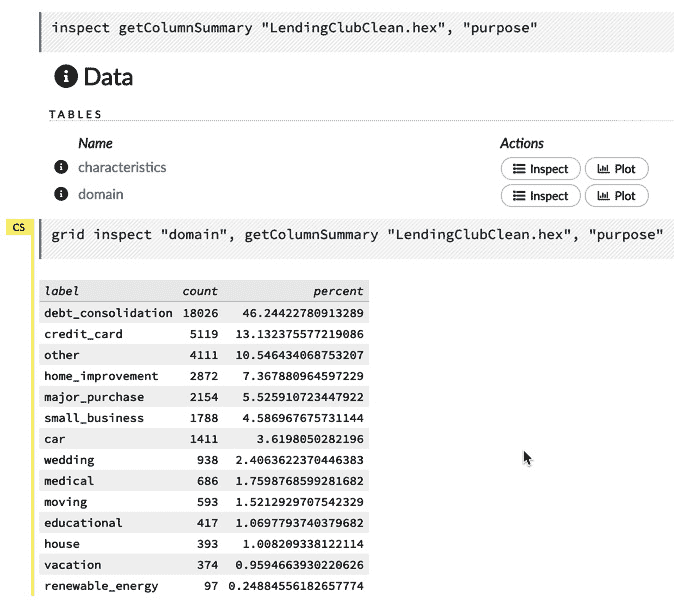 inspect getColumnSummary "LendingClubClean.hex", "purpose"
Data
TABLES
Name Actions
characteristics Inspect Plot
domain Inspect Plot
CS
grid inspect "domain", getColumnSummary "LendingClubClean.hex", "purpose"
label count percent
debt_consolidation 18026 46.24422780913289
credit_card 5119 13.132375577219086
other 4111 10.546434068753207
home_improvement 2872 7.367880964597229
major_purchase 2154 5.525910723447922
small_business 1788 4.586967675731144
car 1411 3.6198050282196
wedding 938 2.4063622370446383
medical 686 1.7598768599281682
moving 593 1.5212929707542329
educational 417 1.0697793740379682
house 393 1.008209338122114
vacation 374 0.9594663930220626
renewable_energy 97 0.24884556182657774